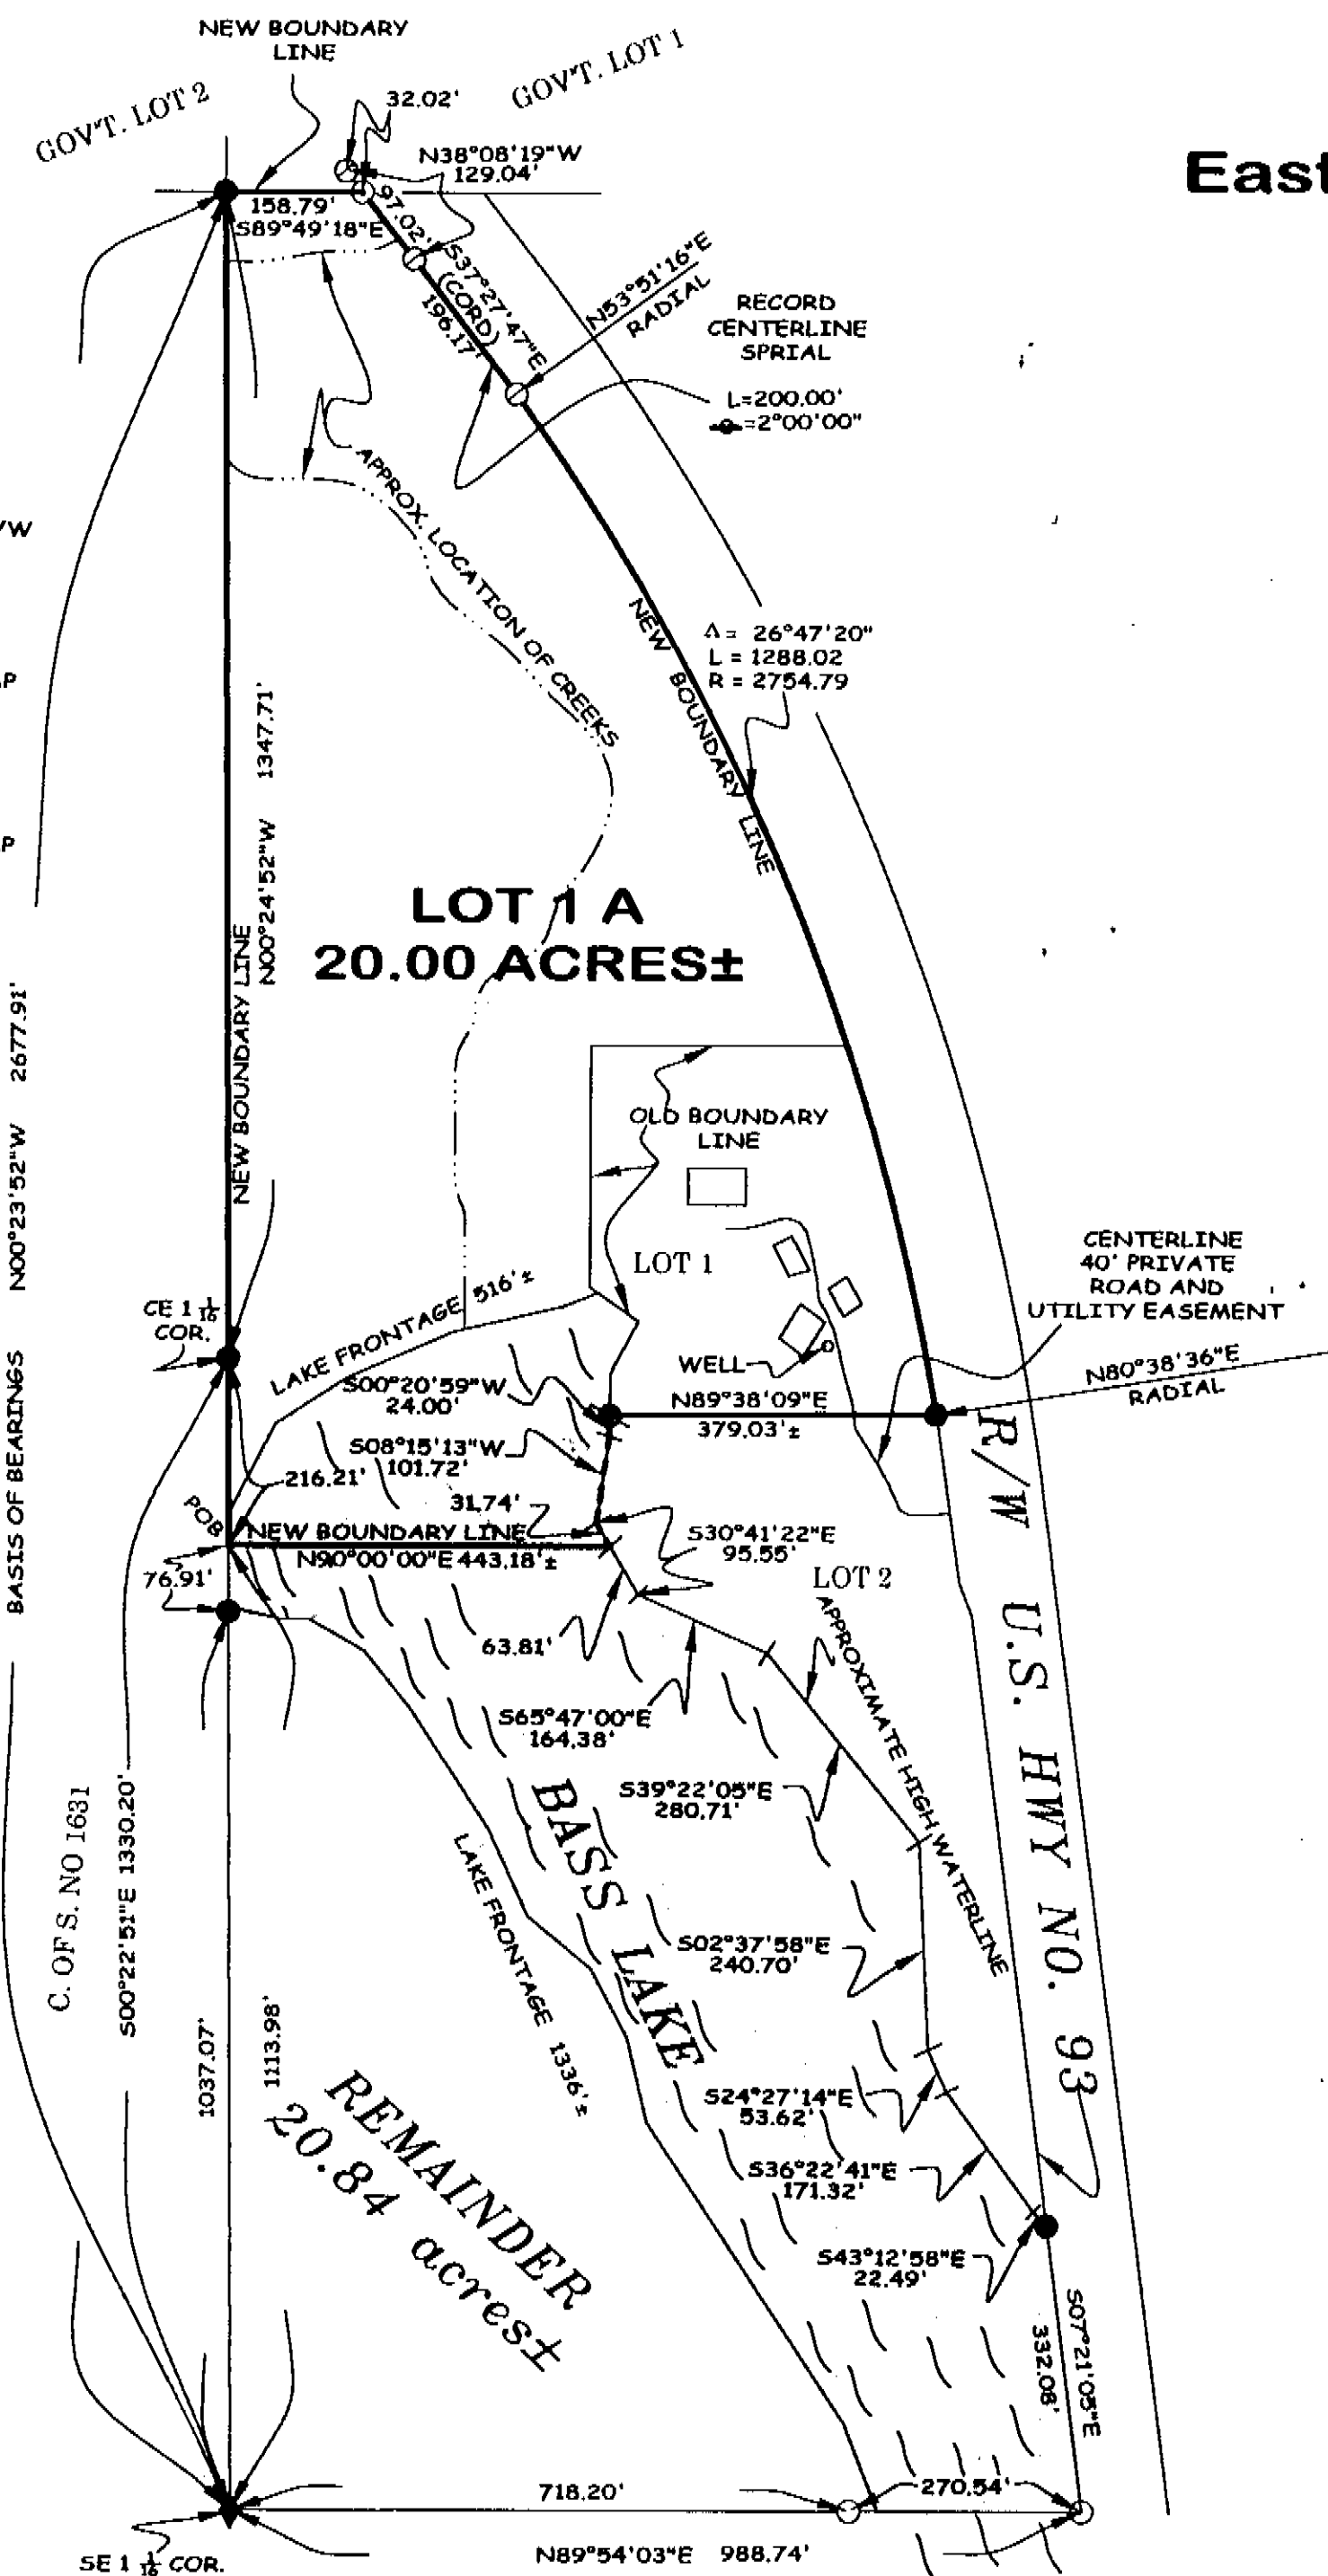 NEW BOUNDARY
LINE
GOV'T. LOT 2
GOV'T. LOT 1
32.02'
N38°08'19"W
129.04'
East
158.79'
S89°49'18"E
97.02'
S37°27'47"E
(CORD)
196.17'
N53°51'16"E
RADIAL
RECORD
CENTERLINE
SPRIAL
L=200.00'
=2°00'00"
/W
APPROX. LOCATION OF CREEKS
NEW BOUNDARY LINE
Δ = 26°47'20"
L = 1288.02
R = 2754.79
P
P
N00°24'52"W 1347.71'
NEW BOUNDARY LINE
LOT 1 A
20.00 ACRES±
BASIS OF BEARINGS N00°23'52"W 2677.91'
OLD BOUNDARY
LINE
LOT 1
CENTERLINE
40' PRIVATE
ROAD AND
UTILITY EASEMENT
CE 1 1/16
COR.
LAKE FRONTAGE 516'±
WELL
N80°38'36"E
RADIAL
S00°20'59"W
24.00'
N89°38'09"E
379.03'±
S08°15'13"W
101.72'
216.21'
31.74'
POB
NEW BOUNDARY LINE
N90°00'00"E 443.18'±
S30°41'22"E
95.55'
76.91'
LOT 2
63.81'
APPROXIMATE HIGH WATERLINE
S65°47'00"E
164.38'
R/W U.S. HWY NO. 93
S39°22'05"E
280.71'
BASS LAKE
LAKE FRONTAGE 1336'±
C. OF S. NO 1631
S00°22'51"E 1330.20'
S02°37'58"E
240.70'
1037.07'
1113.98'
S24°27'14"E
53.62'
REMAINDER
20.84 acres±
S36°22'41"E
171.32'
S43°12'58"E
22.49'
S07°21'05"E
332.08'
718.20'
270.54'
N89°54'03"E 988.74'
SE 1 1/16 COR.